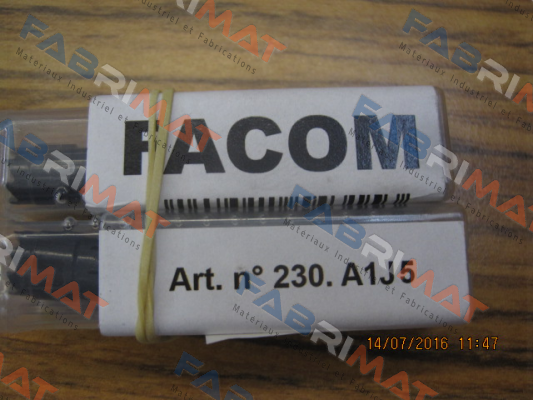 FACOM
Art. n° 230. A1J5
14/07/2016 11:47
FABRIMAT
Materiaux Industriel et Fabrications